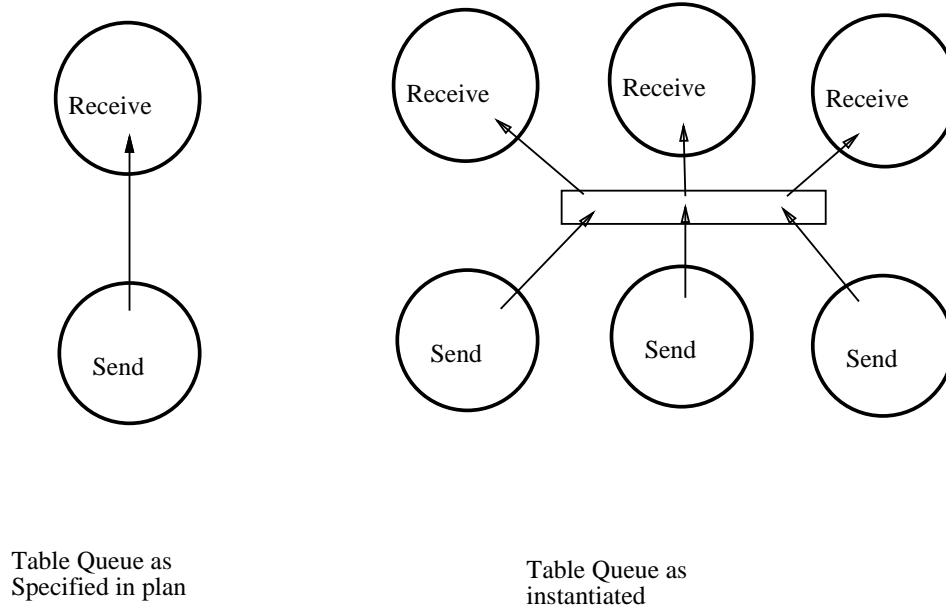 Receive
Send
Table Queue as
Specified in plan
Receive
Receive
Receive
Send
Send
Send
Table Queue as
instantiated